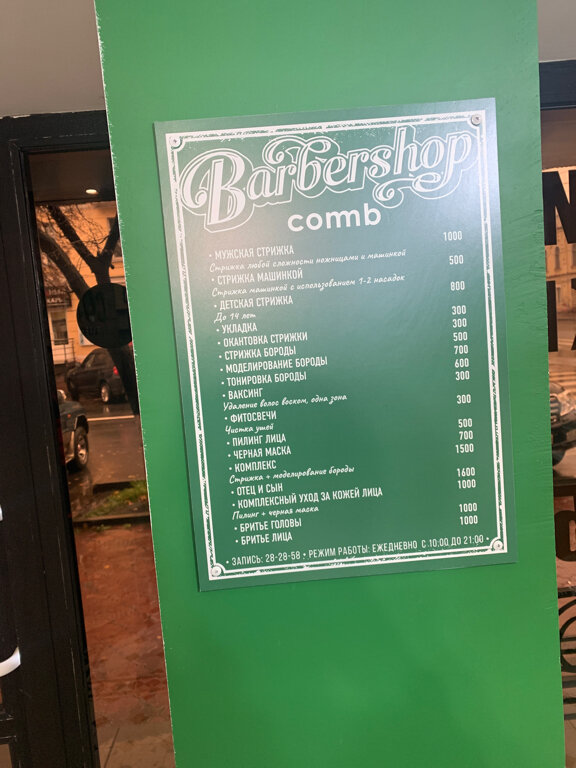 Barbershop
comb
• МУЖСКАЯ СТРИЖКА 1000
Стрижка любой сложности ножницами и машинкой
• СТРИЖКА МАШИНКОЙ 500
Стрижка машинкой с использованием 1-2 насадок
• ДЕТСКАЯ СТРИЖКА 800
До 14 лет
• УКЛАДКА 300
• ОКАНТОВКА СТРИЖКИ 300
• СТРИЖКА БОРОДЫ 500
• МОДЕЛИРОВАНИЕ БОРОДЫ 700
• ТОНИРОВКА БОРОДЫ 600
• ВАКСИНГ 300
Удаление волос воском, одна зона
• ФИТОСВЕЧИ 300
Чистка ушей
• ПИЛИНГ ЛИЦА 500
• ЧЕРНАЯ МАСКА 700
• КОМПЛЕКС 1500
Стрижка + моделирование бороды
• ОТЕЦ И СЫН 1600
• КОМПЛЕКСНЫЙ УХОД ЗА КОЖЕЙ ЛИЦА 1000
Пилинг + черная маска
• БРИТЬЕ ГОЛОВЫ 1000
• БРИТЬЕ ЛИЦА 1000
• ЗАПИСЬ: 28-28-58 • РЕЖИМ РАБОТЫ: ЕЖЕДНЕВНО С 10:00 ДО 21:00 •